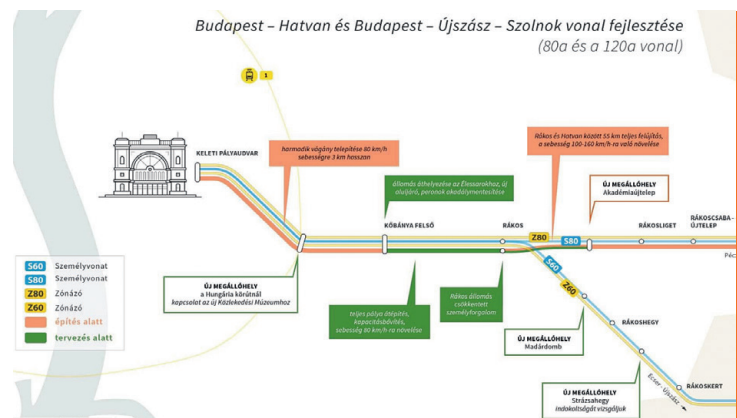 Budapest – Hatvan és Budapest – Újszász – Szolnok vonal fejlesztése
(80a és a 120a vonal)
1
KELETI PÁLYAUDVAR
harmadik vágány telepítése 80 km/h
sebességre 3 km hosszan
Rákos és Hatvan között 55 km teljes felújítás,
a sebesség 100-160 km/h-ra való növelése
állomás áthelyezése az Élessarokhoz, új
aluljáró, peronok akadálymentesítése
ÚJ MEGÁLLÓHELY
Akadémiaújtelep
KŐBÁNYA FELSŐ
RÁKOS
RÁKOSLIGET
RÁKOSCSABA -
ÚJTELEP
Z80
S80
Péc
S60
Z60
S60 Személyvonat
S80 Személyvonat
Z80 Zónázó
Z60 Zónázó
építés alatt
tervezés alatt
ÚJ MEGÁLLÓHELY
a Hungária körútnál
kapcsolat az új Közlekedési Múzeumhoz
teljes pálya átépítés,
kapacitásbővítés,
sebesség 80 km/h-ra növelése
Rákos állomás
csökkentett
személyforgalom
ÚJ MEGÁLLÓHELY
Madárdomb
RÁKOSHEGY
RÁKOSKERT
Ecser - Újszász
ÚJ MEGÁLLÓHELY
Strázsahegy
indokoltságát vizsgáljuk